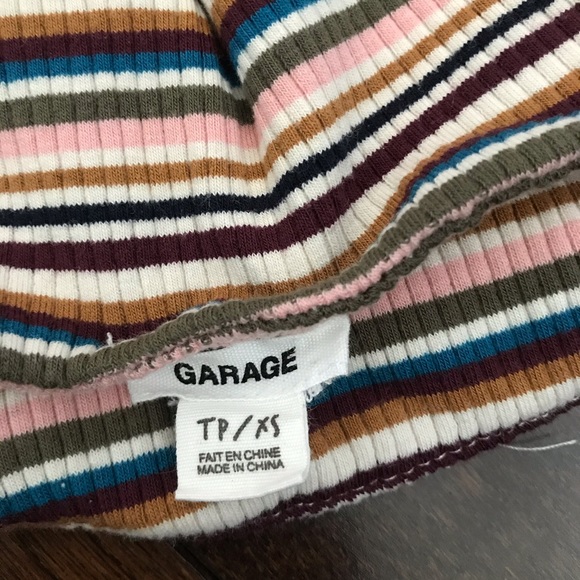 GARAGE
TP/XS
FAIT EN CHINE
MADE IN CHINA